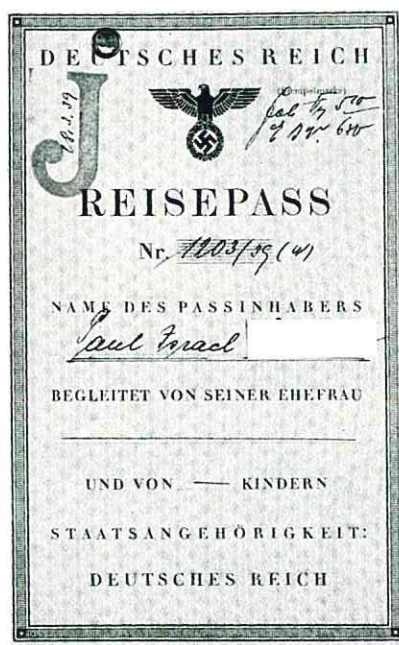 DEUTSCHES REICH
J
(Stempelmarke)
REISEPASS
Nr. 1203/39 (W)
NAME DES PASSINHABERS
Paul Israel
BEGLEITET VON SEINER EHEFRAU
UND VON — KINDERN
STAATSANGEHÖRIGKEIT:
DEUTSCHES REICH